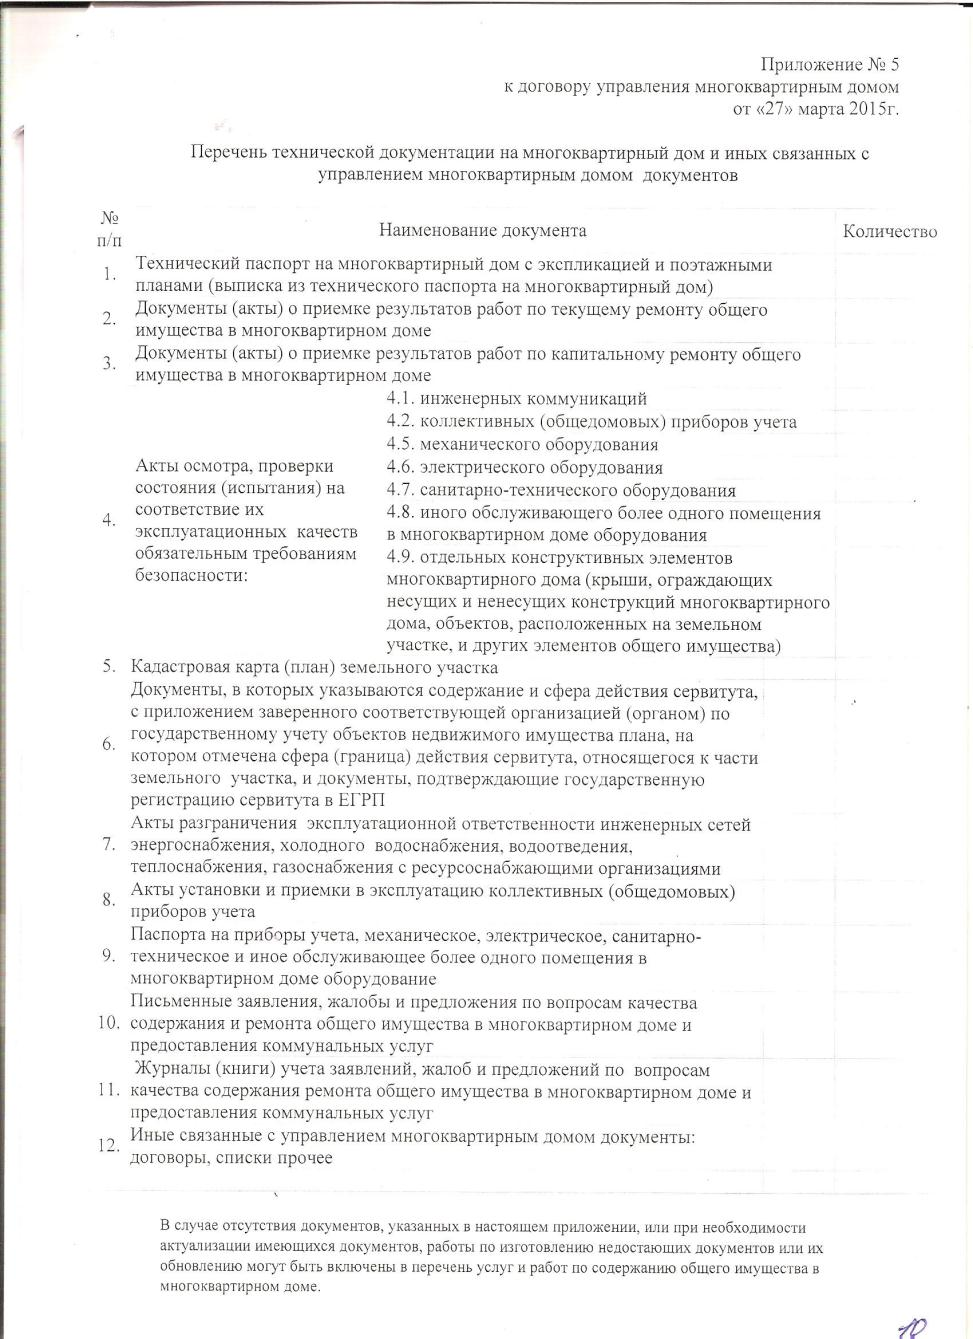 Приложение № 5
к договору управления многоквартирным домом
от «27» марта 2015г.
Перечень технической документации на многоквартирный дом и иных связанных с
управлением многоквартирным домом документов
№
п/п
Наименование документа
Количество
1.
Технический паспорт на многоквартирный дом с экспликацией и поэтажными
планами (выписка из технического паспорта на многоквартирный дом)
2.
Документы (акты) о приемке результатов работ по текущему ремонту общего
имущества в многоквартирном доме
3.
Документы (акты) о приемке результатов работ по капитальному ремонту общего
имущества в многоквартирном доме
4.
Акты осмотра, проверки
состояния (испытания) на
соответствие их
эксплуатационных качеств
обязательным требованиям
безопасности:
4.1. инженерных коммуникаций
4.2. коллективных (общедомовых) приборов учета
4.5. механического оборудования
4.6. электрического оборудования
4.7. санитарно-технического оборудования
4.8. иного обслуживающего более одного помещения
в многоквартирном доме оборудования
4.9. отдельных конструктивных элементов
многоквартирного дома (крыши, ограждающих
несущих и ненесущих конструкций многоквартирного
дома, объектов, расположенных на земельном
участке, и других элементов общего имущества)
5. Кадастровая карта (план) земельного участка
6.
Документы, в которых указываются содержание и сфера действия сервитута,
с приложением заверенного соответствующей организацией (органом) по
государственному учету объектов недвижимого имущества плана, на
котором отмечена сфера (граница) действия сервитута, относящегося к части
земельного участка, и документы, подтверждающие государственную
регистрацию сервитута в ЕГРП
Акты разграничения эксплуатационной ответственности инженерных сетей
7. энергоснабжения, холодного водоснабжения, водоотведения,
теплоснабжения, газоснабжения с ресурсоснабжающими организациями
8.
Акты установки и приемки в эксплуатацию коллективных (общедомовых)
приборов учета
Паспорта на приборы учета, механическое, электрическое, санитарно-
9. техническое и иное обслуживающее более одного помещения в
многоквартирном доме оборудование
Письменные заявления, жалобы и предложения по вопросам качества
10. содержания и ремонта общего имущества в многоквартирном доме и
предоставления коммунальных услуг
Журналы (книги) учета заявлений, жалоб и предложений по вопросам
11. качества содержания ремонта общего имущества в многоквартирном доме и
предоставления коммунальных услуг
12.
Иные связанные с управлением многоквартирным домом документы:
договоры, списки прочее
В случае отсутствия документов, указанных в настоящем приложении, или при необходимости
актуализации имеющихся документов, работы по изготовлению недостающих документов или их
обновлению могут быть включены в перечень услуг и работ по содержанию общего имущества в
многоквартирном доме.